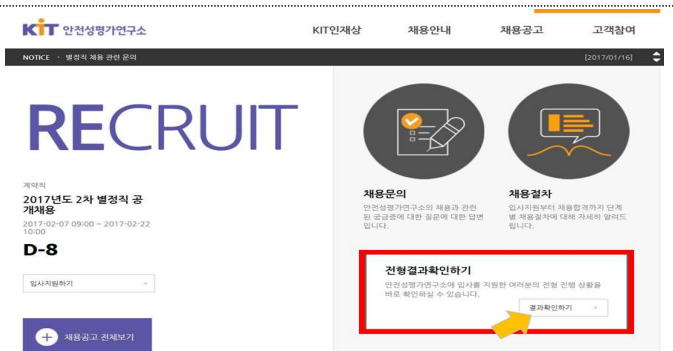 KIT 안전성평가연구소
KIT인재상 채용안내 채용공고 고객참여
NOTICE · 별정직 채용 관련 문의 [2017/01/16]
RECRUIT
계약직
2017년도 2차 별정직 공
개채용
2017-02-07 09:00 ~ 2017-02-22
10:00
D-8
입사지원하기
채용공고 전체보기
채용문의
안전성평가연구소의 채용과 관련
된 궁금증에 대한 질문에 대한 답변
입니다.
채용절차
입사지원부터 채용합격까지 단계
별 채용절차에 대해 자세히 알려드
립니다.
전형결과확인하기
안전성평가연구소에 입사를 지원한 여러분의 전형 진행 상황을
바로 확인하실 수 있습니다.
결과확인하기